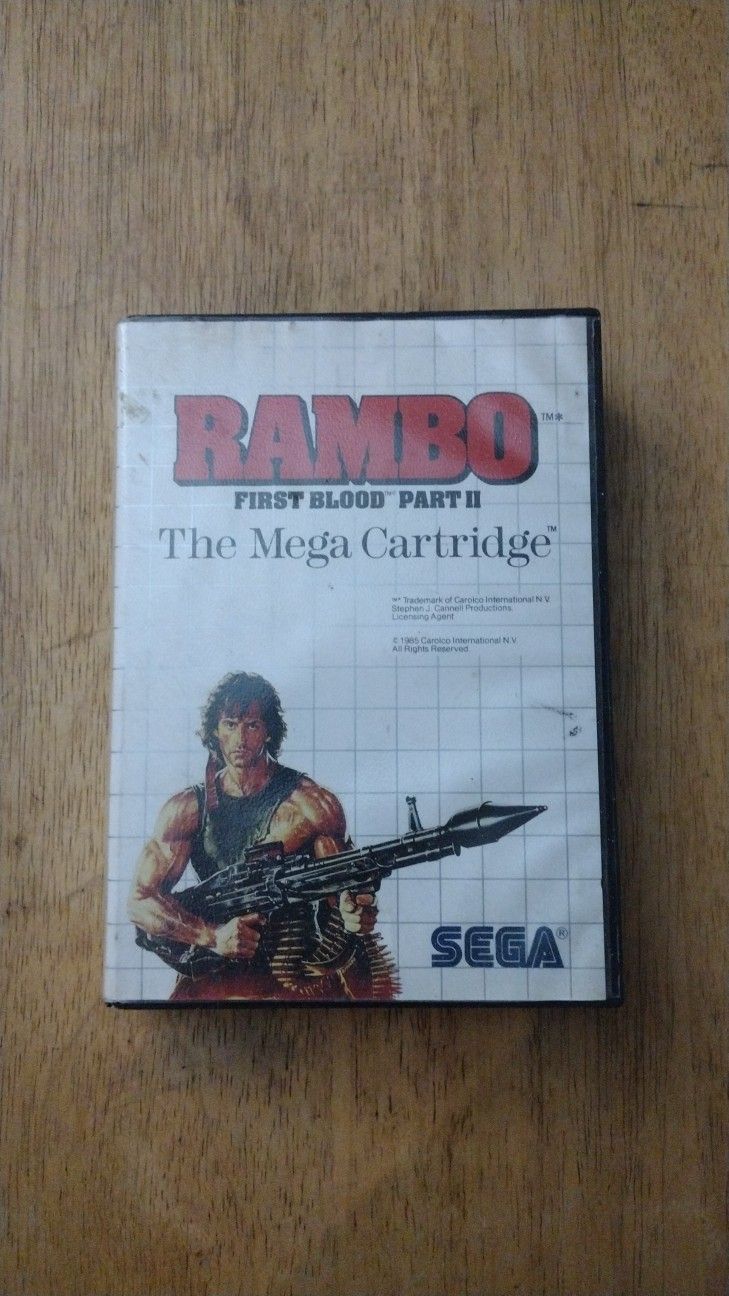 RAMBO TM*
FIRST BLOOD™ PART II
The Mega Cartridge™
TM* Trademark of Carolco International N.V.
Stephen J. Cannell Productions,
Licensing Agent
© 1985 Carolco International N.V.
All Rights Reserved
SEGA®